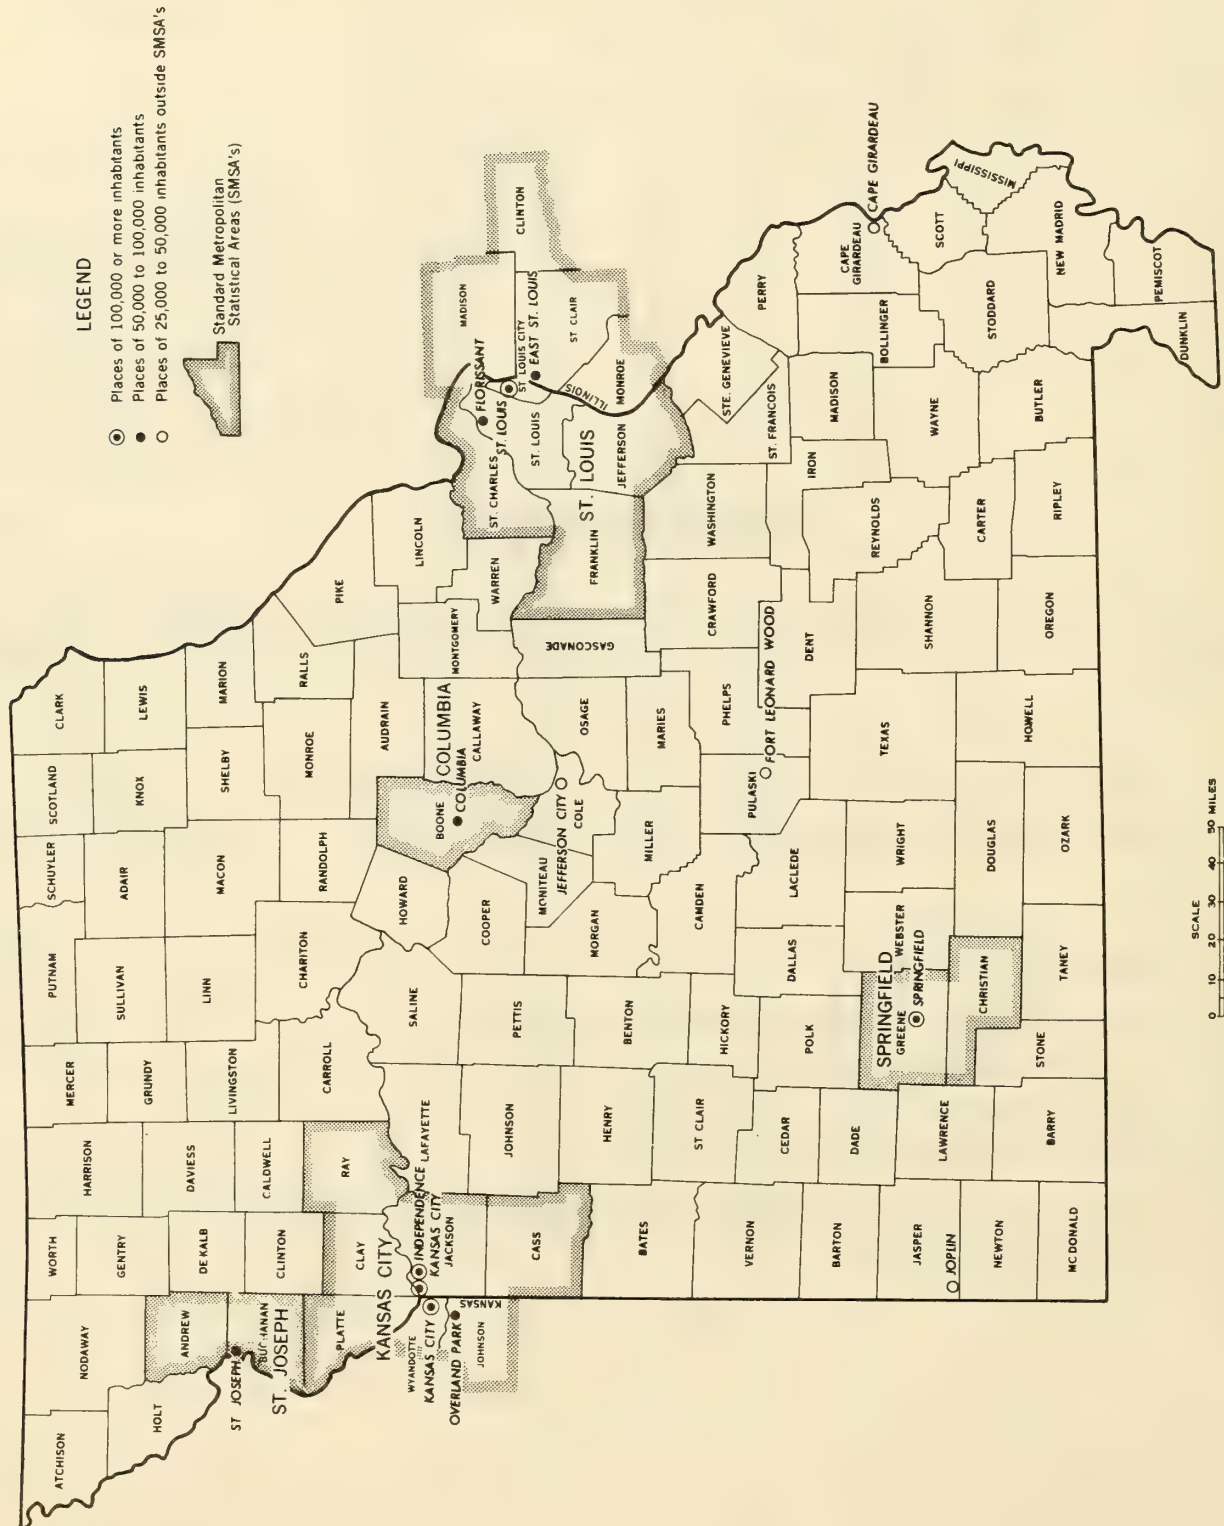 LEGEND
Places of 100,000 or more inhabitants
Places of 50,000 to 100,000 inhabitants
Places of 25,000 to 50,000 inhabitants outside SMSA's
Standard Metropolitan
Statistical Areas (SMSA's)
ATCHISON
NODAWAY
WORTH
HARRISON
MERCER
PUTNAM
SCHUYLER
SCOTLAND
CLARK
HOLT
ANDREW
GENTRY
DAVIESS
GRUNDY
SULLIVAN
ADAIR
KNOX
LEWIS
ST JOSEPH
BUCHANAN
DE KALB
CALDWELL
LIVINGSTON
LINN
MACON
SHELBY
MARION
ST. JOSEPH
CLINTON
RAY
CARROLL
CHARITON
RANDOLPH
MONROE
RALLS
PIKE
PLATTE
CLAY
KANSAS CITY
WYANDOTTE
KANSAS CITY
OVERLAND PARK
JOHNSON
KANSAS
INDEPENDENCE
KANSAS CITY
JACKSON
LAFAYETTE
SALINE
HOWARD
BOONE
COLUMBIA
COLUMBIA
AUDRAIN
CALLAWAY
MONTGOMERY
LINCOLN
WARREN
ST. CHARLES
FLORISSANT
ST. LOUIS
ST. LOUIS
ST LOUIS CITY
EAST ST. LOUIS
MADISON
CLINTON
ST CLAIR
MONROE
ILLINOIS
JEFFERSON
ST. LOUIS
FRANKLIN
GASCONADE
CASS
JOHNSON
PETTIS
COOPER
MONITEAU
JEFFERSON CITY
COLE
OSAGE
MORGAN
MILLER
MARIES
BATES
HENRY
BENTON
CAMDEN
PULASKI
FORT LEONARD WOOD
PHELPS
CRAWFORD
WASHINGTON
STE. GENEVIEVE
ST. FRANCOIS
PERRY
VERNON
ST CLAIR
HICKORY
DALLAS
LACLEDE
TEXAS
DENT
IRON
MADISON
BOLLINGER
CAPE
GIRARDEAU
CAPE GIRARDEAU
BARTON
CEDAR
POLK
DADE
SPRINGFIELD
GREENE
SPRINGFIELD
WEBSTER
WRIGHT
SHANNON
REYNOLDS
WAYNE
SCOTT
MISSISSIPPI
JASPER
JOPLIN
LAWRENCE
CHRISTIAN
DOUGLAS
HOWELL
OREGON
CARTER
RIPLEY
BUTLER
STODDARD
NEW MADRID
NEWTON
MC DONALD
BARRY
STONE
TANEY
OZARK
DUNKLIN
PEMISCOT
SCALE
0 10 20 30 40 50 MILES